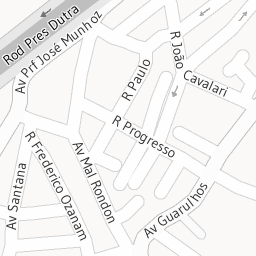 Rod Pres Dutra
Av Prf José Munhoz
R João
Cavalari
R Paulo
R Progresso
Av Mal Rondon
R Frederico Ozanam
Av Santana
Av Guarulhos